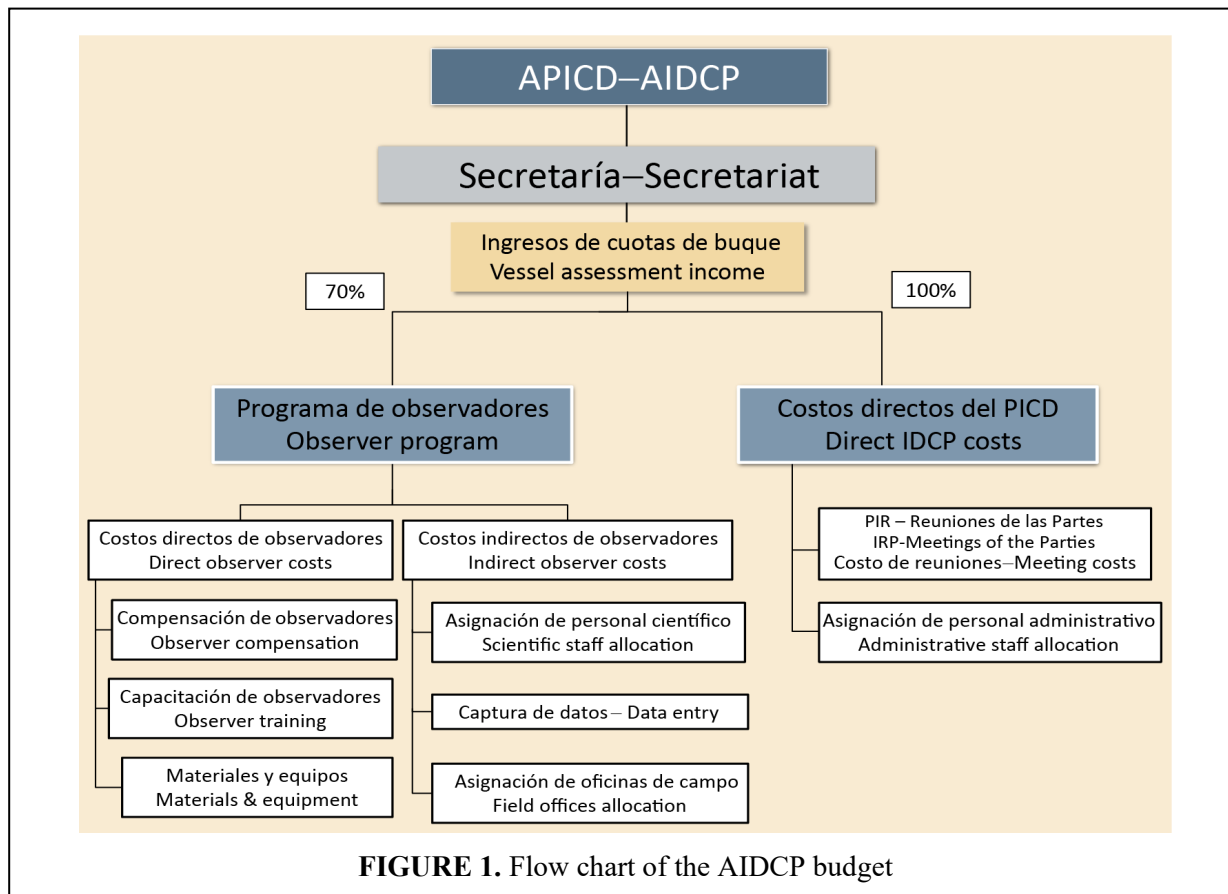 APICD–AIDCP
Secretaría–Secretariat
Ingresos de cuotas de buque
Vessel assessment income
70%
100%
Programa de observadores
Observer program
Costos directos del PICD
Direct IDCP costs
Costos directos de observadores
Direct observer costs
Compensación de observadores
Observer compensation
Capacitación de observadores
Observer training
Materiales y equipos
Materials & equipment
Costos indirectos de observadores
Indirect observer costs
Asignación de personal científico
Scientific staff allocation
Captura de datos – Data entry
Asignación de oficinas de campo
Field offices allocation
PIR – Reuniones de las Partes
IRP-Meetings of the Parties
Costo de reuniones–Meeting costs
Asignación de personal administrativo
Administrative staff allocation
FIGURE 1. Flow chart of the AIDCP budget